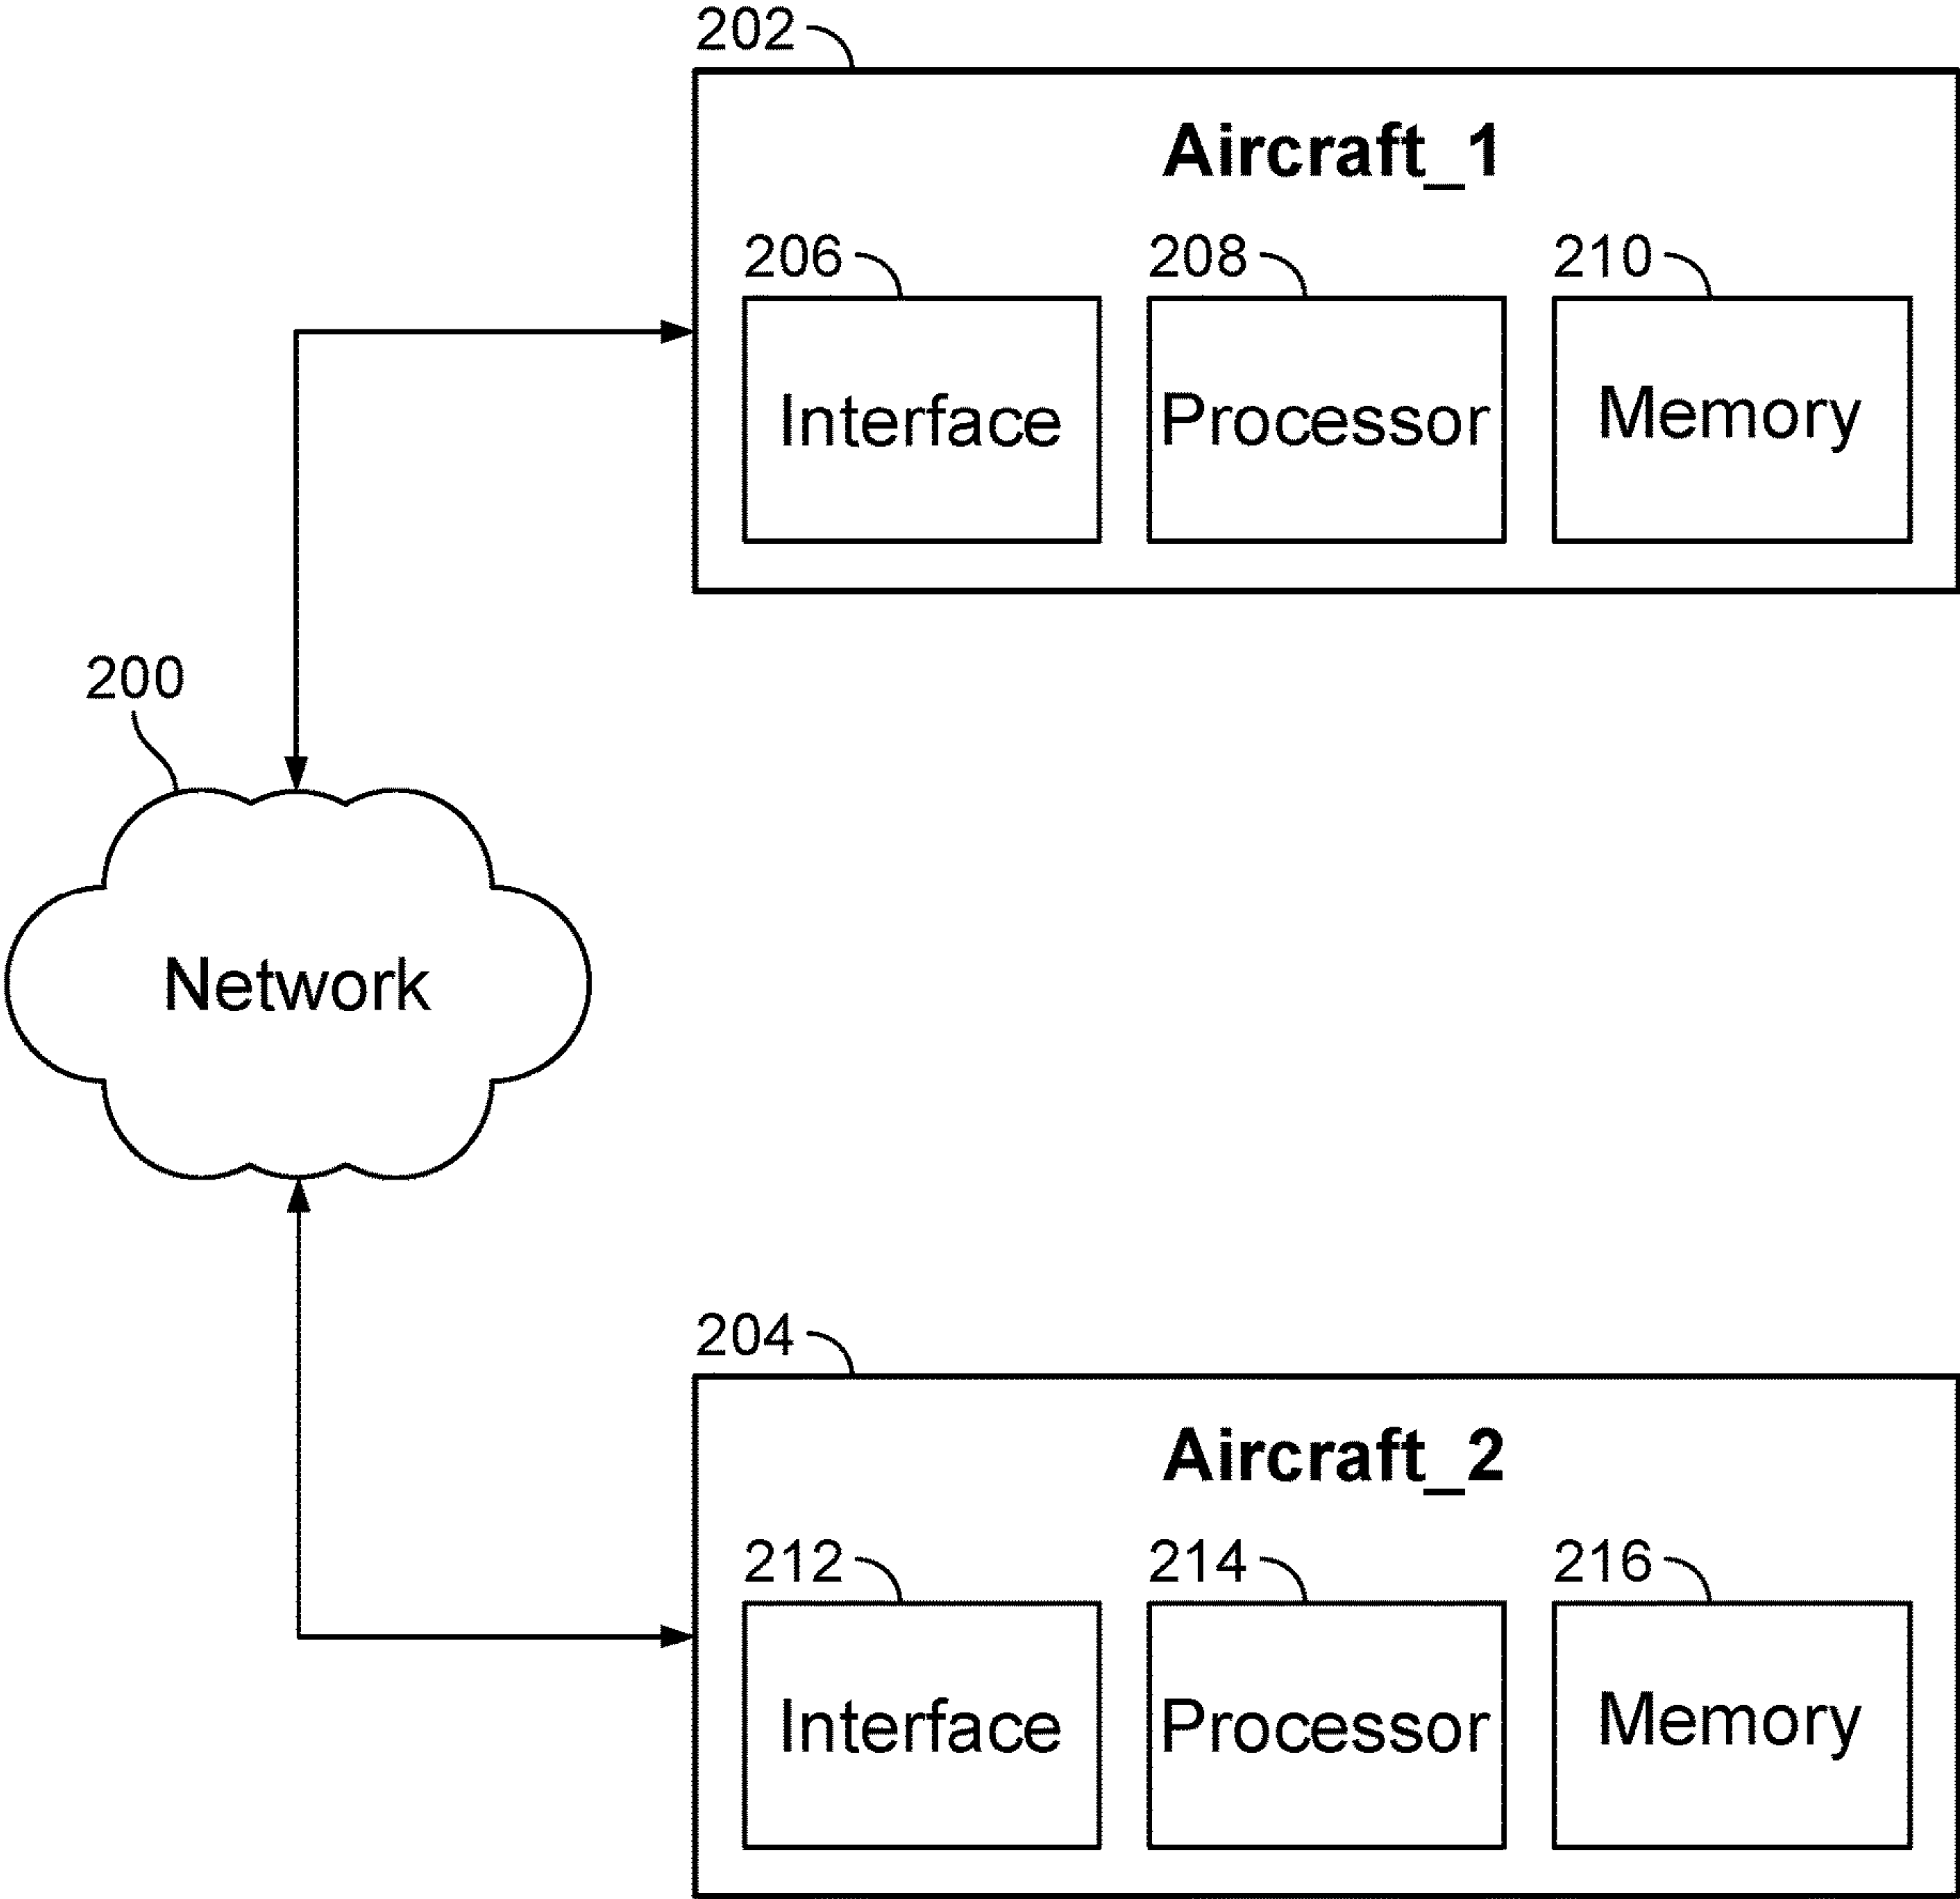 202
Aircraft_1
206 208 210
Interface Processor Memory
200
Network
204
Aircraft_2
212 214 216
Interface Processor Memory